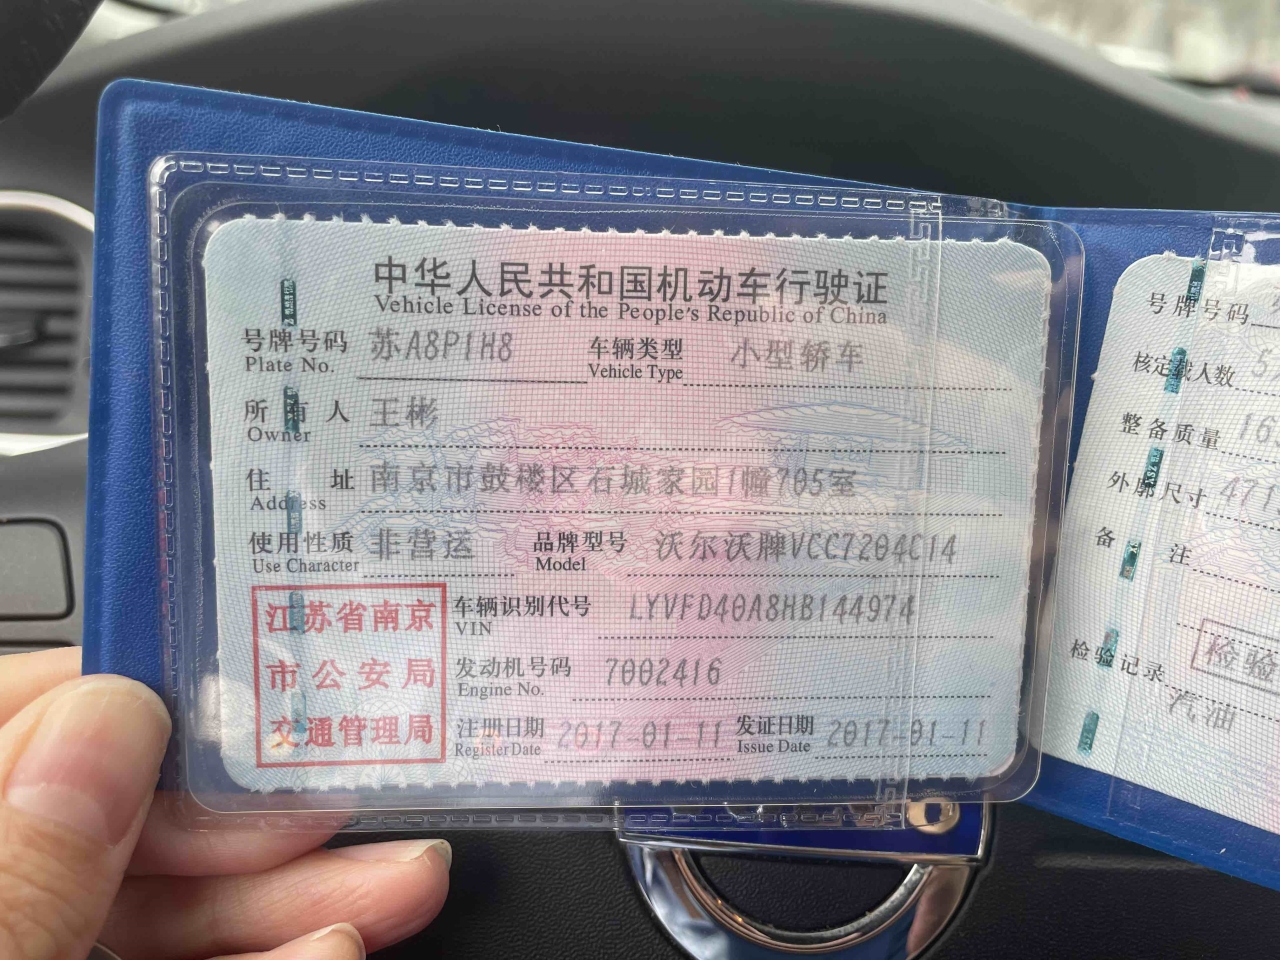 中华人民共和国机动车行驶证
Vehicle License of the People's Republic of China
号牌号码 苏A8P1H8 车辆类型 小型轿车
Plate No. Vehicle Type
所有人 王彬
Owner
住址 南京市鼓楼区石城家园1幢705室
Address
使用性质 非营运 品牌型号 沃尔沃牌VCC7204C14
Use Character Model
江苏省南京
市公安局
交通管理局
车辆识别代号 LYVFD40A8HB144974
VIN
发动机号码 7002416
Engine No.
注册日期 2017-01-11 发证日期 2017-01-11
Register Date Issue Date
号牌号码
核定载人数 5
整备质量 16
外廓尺寸 471
备注
检验记录
检验
汽油